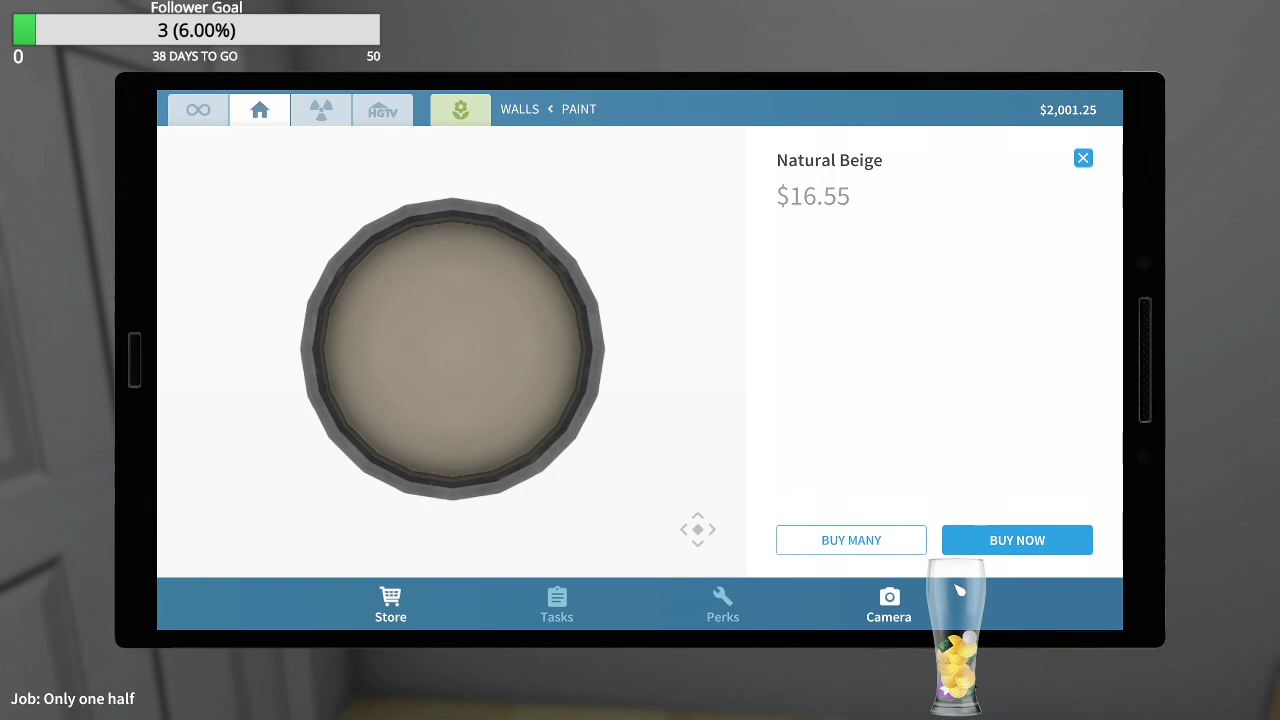 Follower Goal
3 (6.00%)
0 38 DAYS TO GO 50
HGTV WALLS < PAINT $2,001.25
Natural Beige
$16.55
BUY MANY BUY NOW
Store Tasks Perks Camera
Job: Only one half